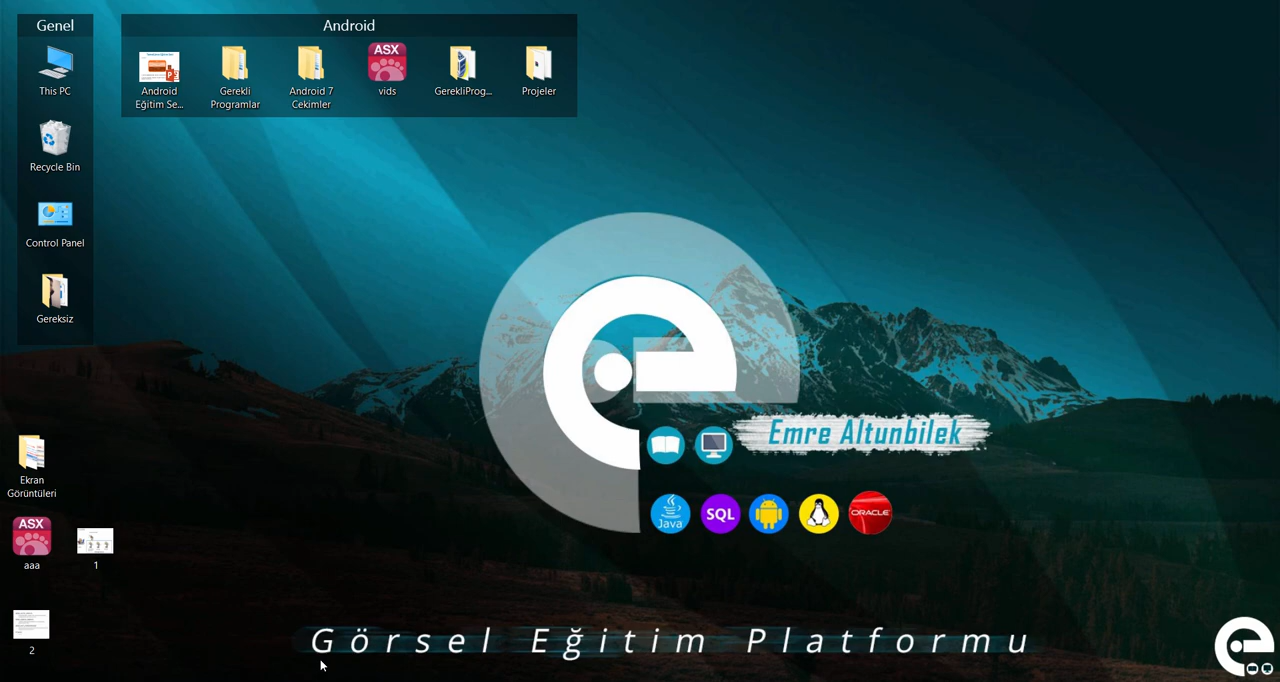 Genel
This PC
Recycle Bin
Control Panel
Gereksiz
Android
Android
Eğitim Se...
Gerekli
Programlar
Android 7
Cekimler
ASX
vids
GerekliProg...
Projeler
Ekran
Görüntüleri
ASX
aaa
1
2
Emre Altunbilek
Java
SQL
ORACLE
Görsel Eğitim Platformu